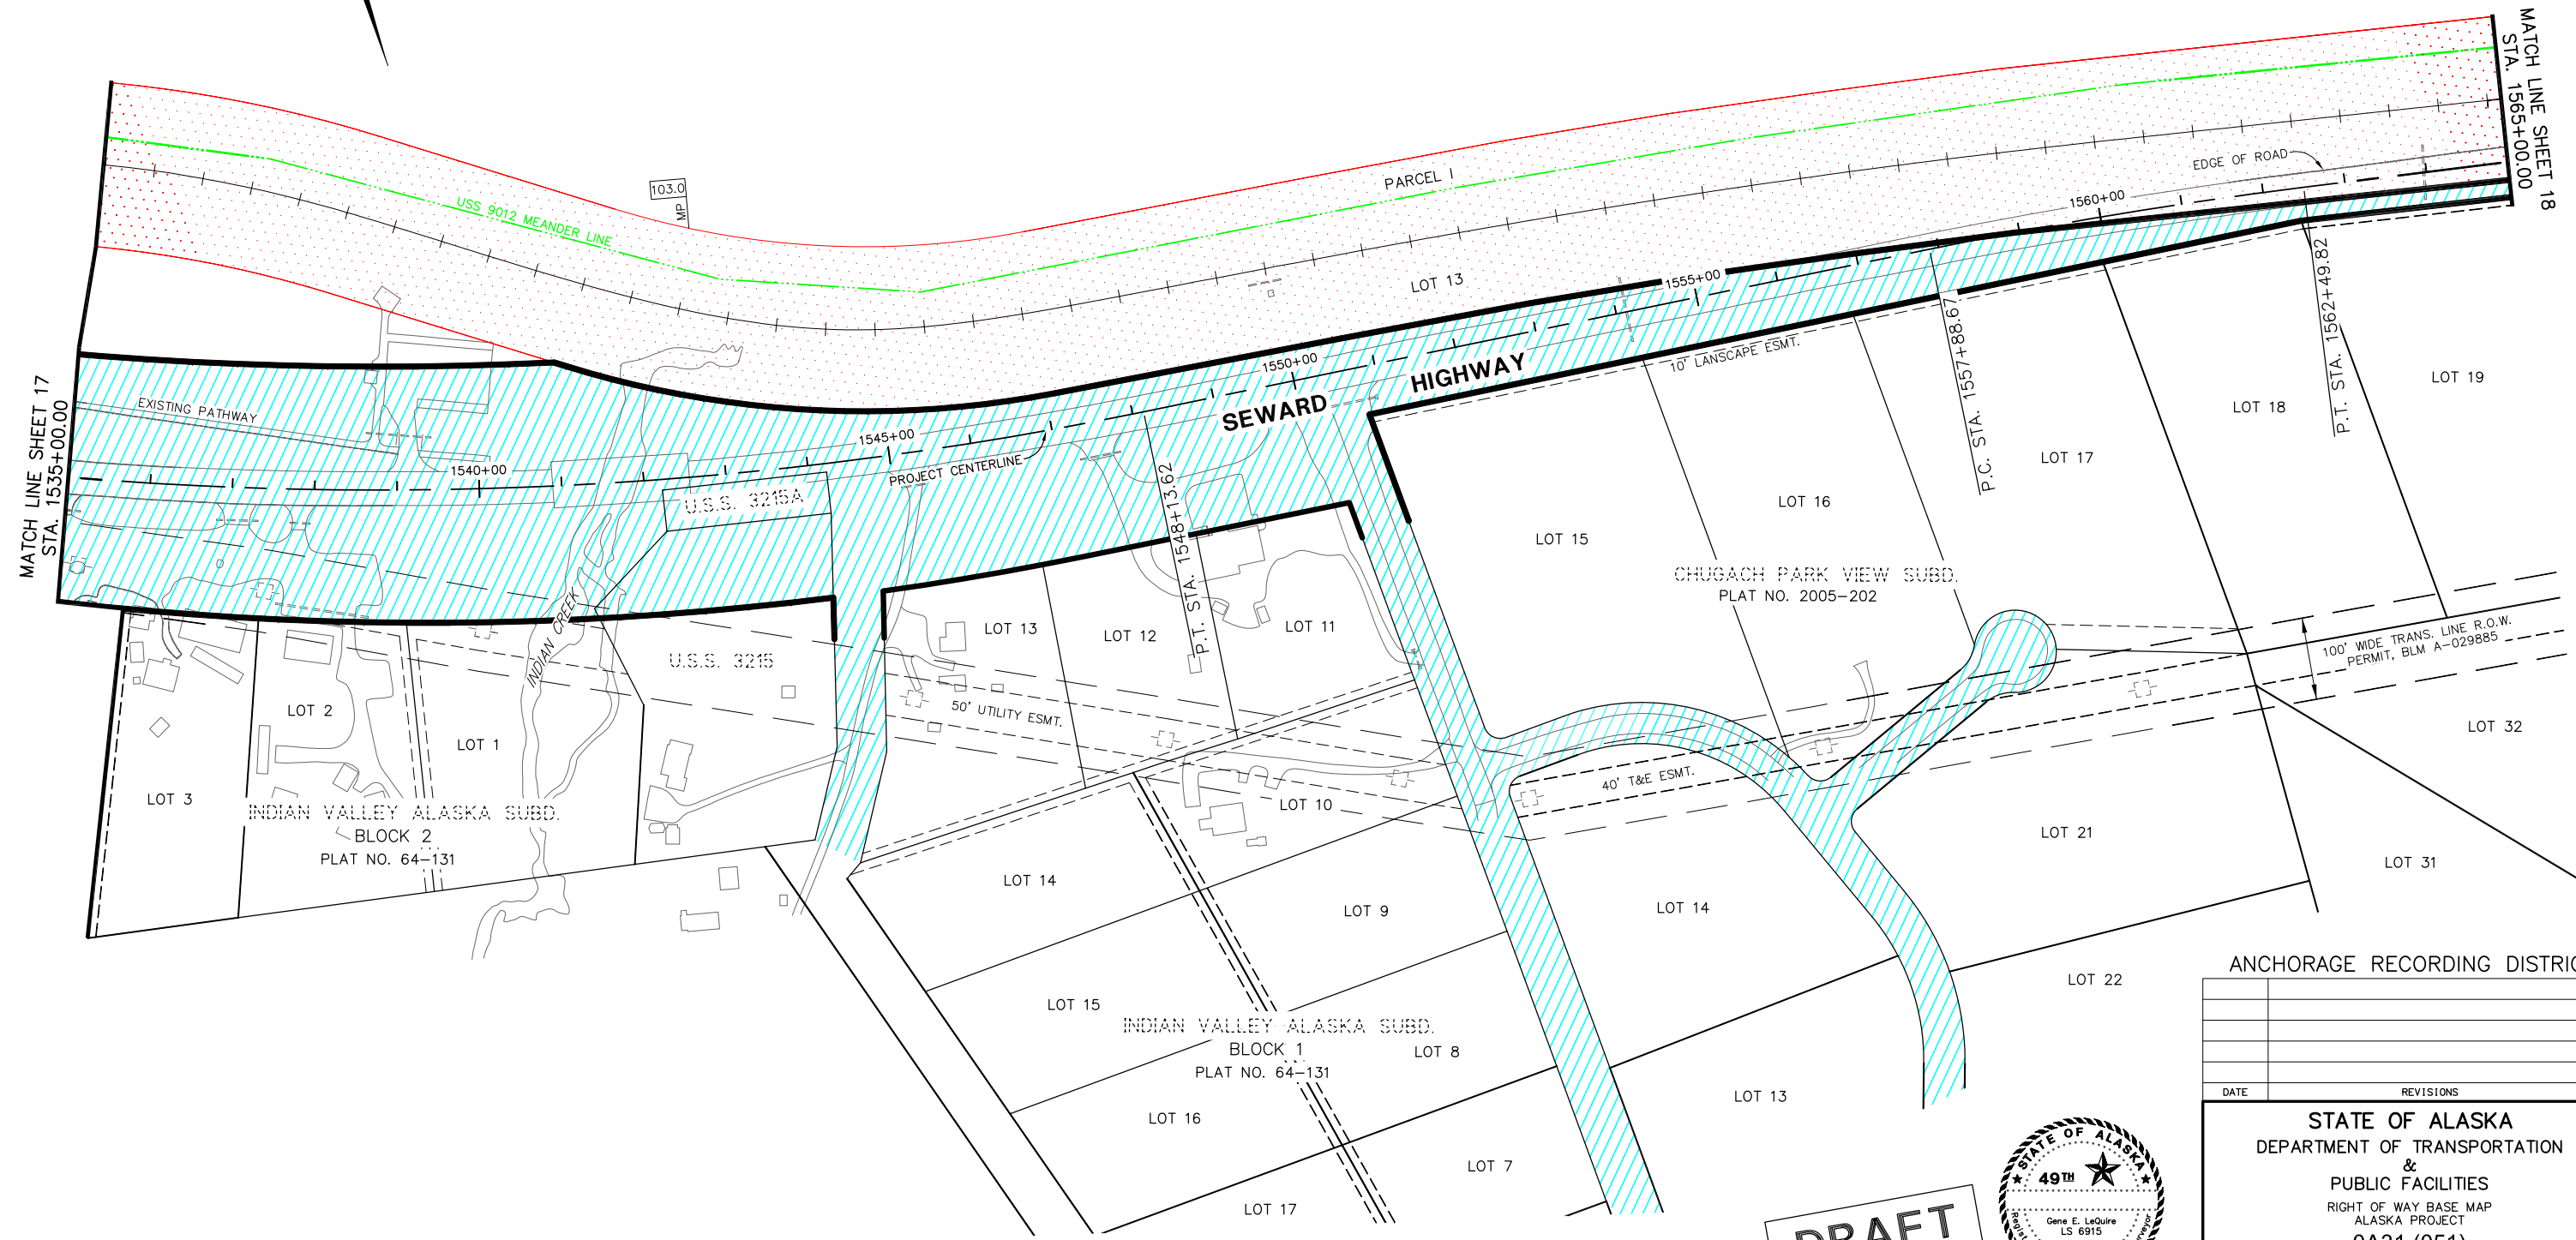 MATCH LINE SHEET 18
STA. 1565+00.00
MATCH LINE SHEET 17
STA. 1535+00.00
103.0
MP
USS 9012 MEANDER LINE
PARCEL I
LOT 13
EDGE OF ROAD
1560+00
1555+00
1550+00
1545+00
1540+00
EXISTING PATHWAY
PROJECT CENTERLINE
SEWARD HIGHWAY
10' LANSCAPE ESMT.
P.C. STA. 1557+88.67
P.T. STA. 1562+49.82
P.T. STA. 1548+13.62
U.S.S. 3215A
U.S.S. 3215
INDIAN CREEK
LOT 19
LOT 18
LOT 17
LOT 16
LOT 15
CHUGACH PARK VIEW SUBD.
PLAT NO. 2005-202
LOT 13
LOT 12
LOT 11
50' UTILITY ESMT.
LOT 10
40' T&E ESMT.
100' WIDE TRANS. LINE R.O.W.
PERMIT, BLM A-029885
LOT 32
LOT 31
LOT 21
LOT 22
LOT 14
LOT 13
LOT 3
LOT 2
LOT 1
INDIAN VALLEY ALASKA SUBD.
BLOCK 2
PLAT NO. 64-131
LOT 14
LOT 9
LOT 15
INDIAN VALLEY ALASKA SUBD.
BLOCK 1
PLAT NO. 64-131
LOT 8
LOT 16
LOT 7
LOT 17
DRAFT
STATE OF ALASKA
49TH
Gene E. LeQuire
LS 6915
ANCHORAGE RECORDING DISTRIC
DATE REVISIONS
STATE OF ALASKA
DEPARTMENT OF TRANSPORTATION
&
PUBLIC FACILITIES
RIGHT OF WAY BASE MAP
ALASKA PROJECT